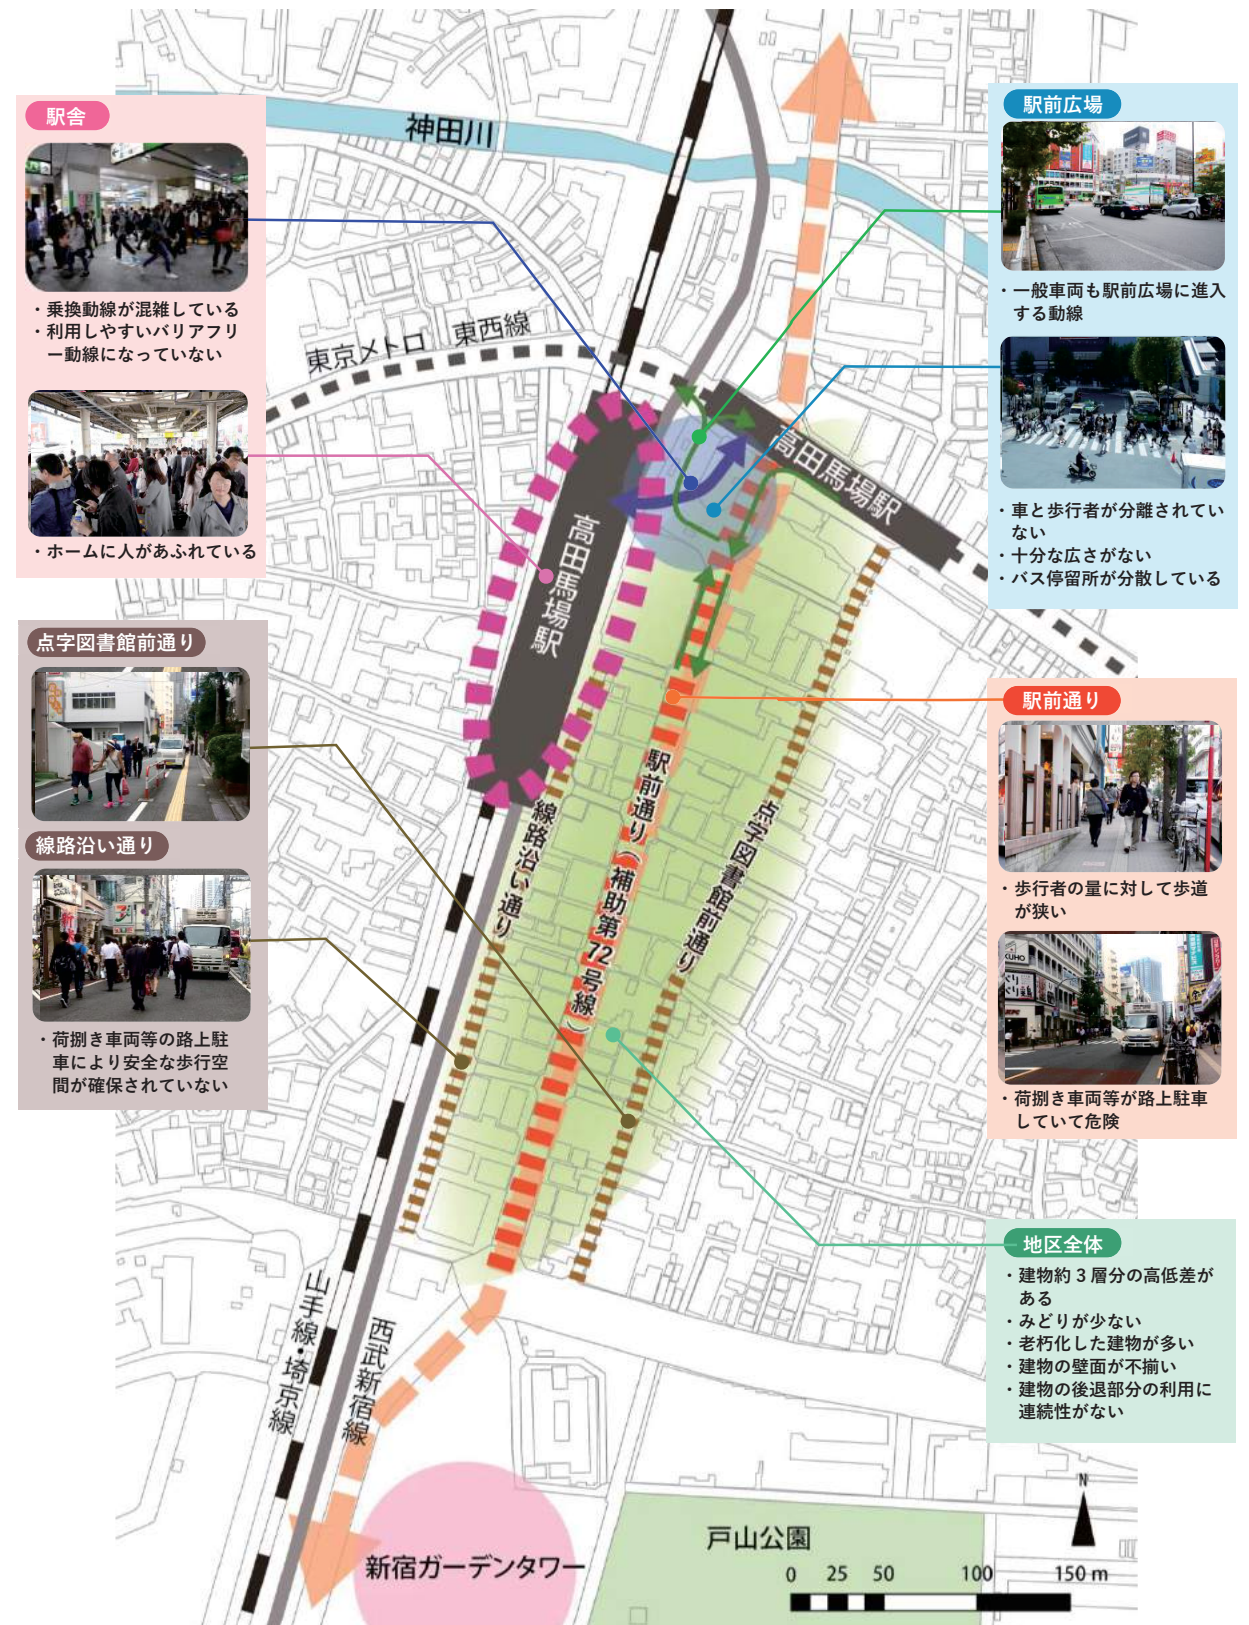 駅舎
・乗換動線が混雑している
・利用しやすいバリアフリ
ー動線になっていない
・ホームに人があふれている
点字図書館前通り
線路沿い通り
・荷捌き車両等の路上駐
車により安全な歩行空
間が確保されていない
神田川
東京メトロ 東西線
高田馬場駅
高田馬場駅
線路沿い通り
駅前通り(補助第72号線)
点字図書館前通り
山手線・埼京線
西武新宿線
新宿ガーデンタワー
戸山公園
N
0 25 50 100 150 m
駅前広場
・一般車両も駅前広場に進入
する動線
・車と歩行者が分離されてい
ない
・十分な広さがない
・バス停留所が分散している
駅前通り
・歩行者の量に対して歩道
が狭い
・荷捌き車両等が路上駐車
していて危険
地区全体
・建物約3層分の高低差が
ある
・みどりが少ない
・老朽化した建物が多い
・建物の壁面が不揃い
・建物の後退部分の利用に
連続性がない